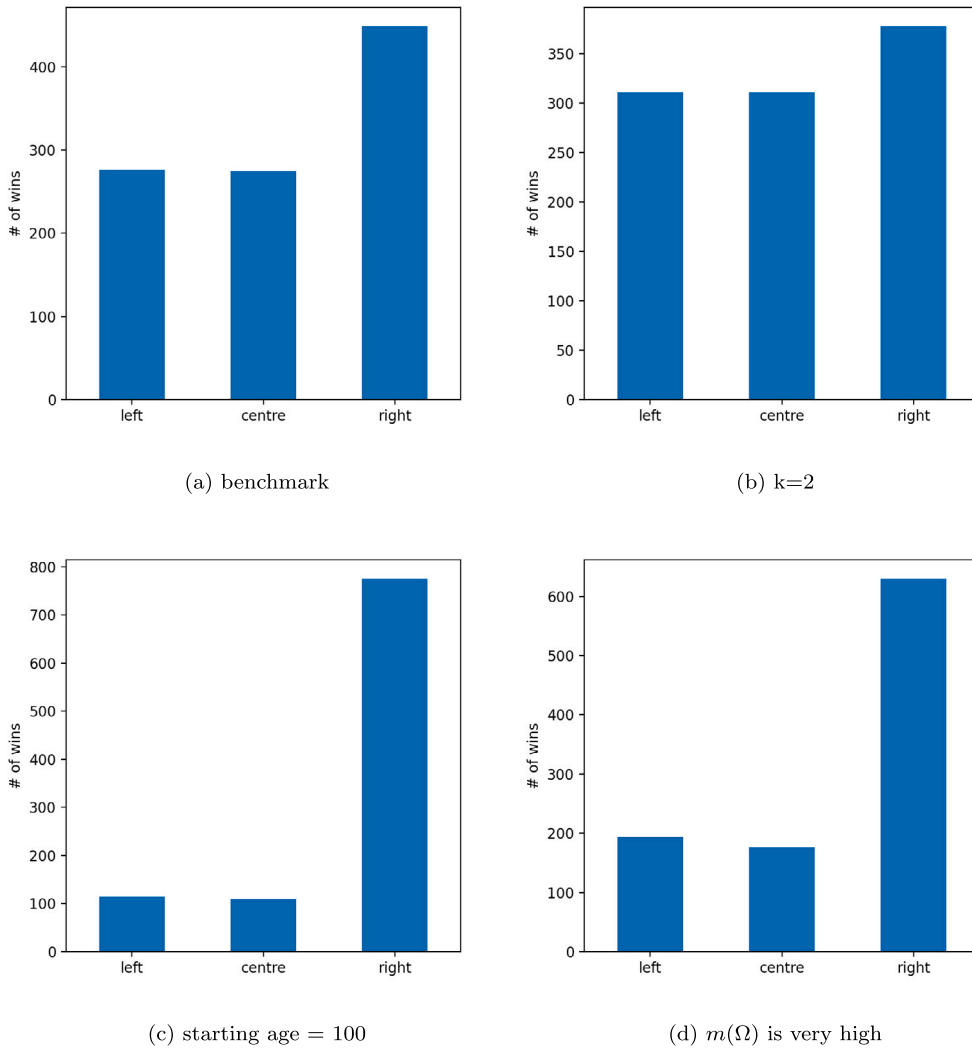 400
300
200
100
0
# of wins
left centre right
(a) benchmark
350
300
250
200
150
100
50
0
# of wins
left centre right
(b) k=2
800
700
600
500
400
300
200
100
0
# of wins
left centre right
(c) starting age = 100
600
500
400
300
200
100
0
# of wins
left centre right
(d) m(Ω) is very high